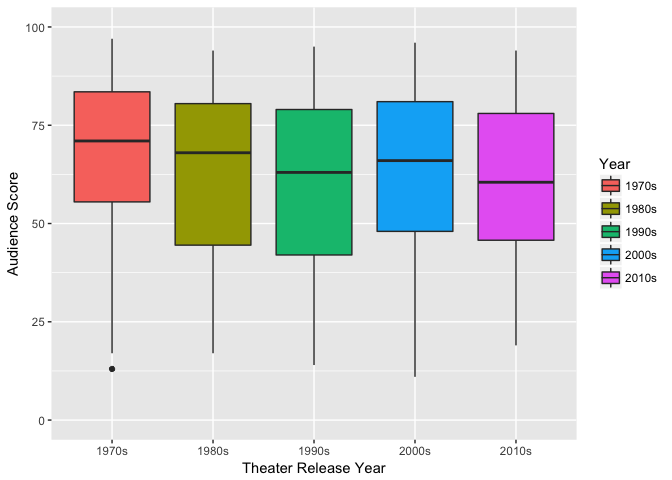 100
75
50
25
0
Audience Score
1970s
1980s
1990s
2000s
2010s
Theater Release Year
Year
1970s
1980s
1990s
2000s
2010s